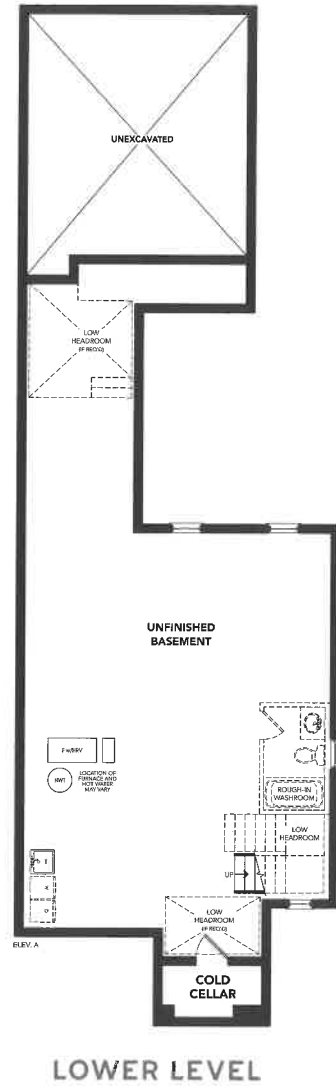 UNEXCAVATED
LOW
HEADROOM
(IF REQ'D)
UNFINISHED
BASEMENT
LOCATION OF
FURNACE AND
HOT WATER
MAY VARY
HWT
ROUGH-IN
WASHROOM
LOW
HEADROOM
UP
LOW
HEADROOM
(IF REQ'D)
ELEV. A
COLD
CELLAR
LOWER LEVEL